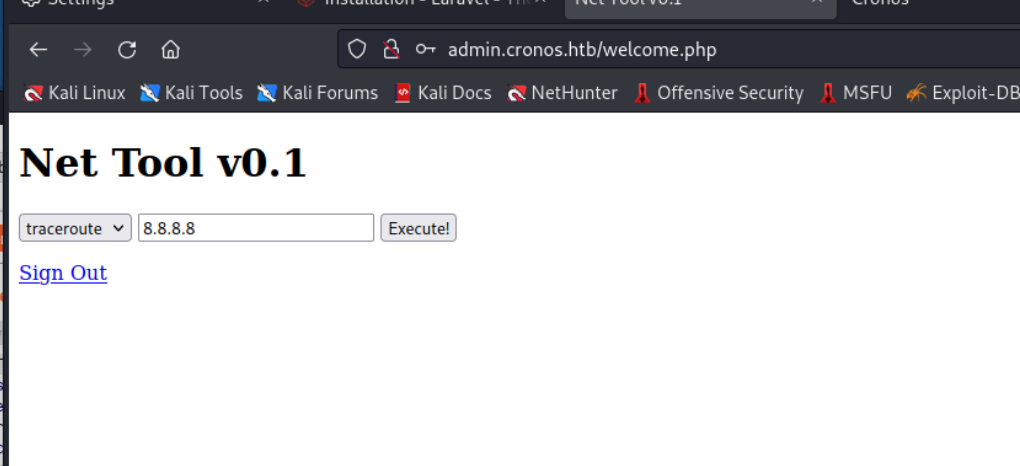 Settings Installation - Laravel - The Net Tool v0.1 Cronos
admin.cronos.htb/welcome.php
Kali Linux Kali Tools Kali Forums Kali Docs NetHunter Offensive Security MSFU Exploit-DB
Net Tool v0.1
traceroute 8.8.8.8 Execute!
Sign Out